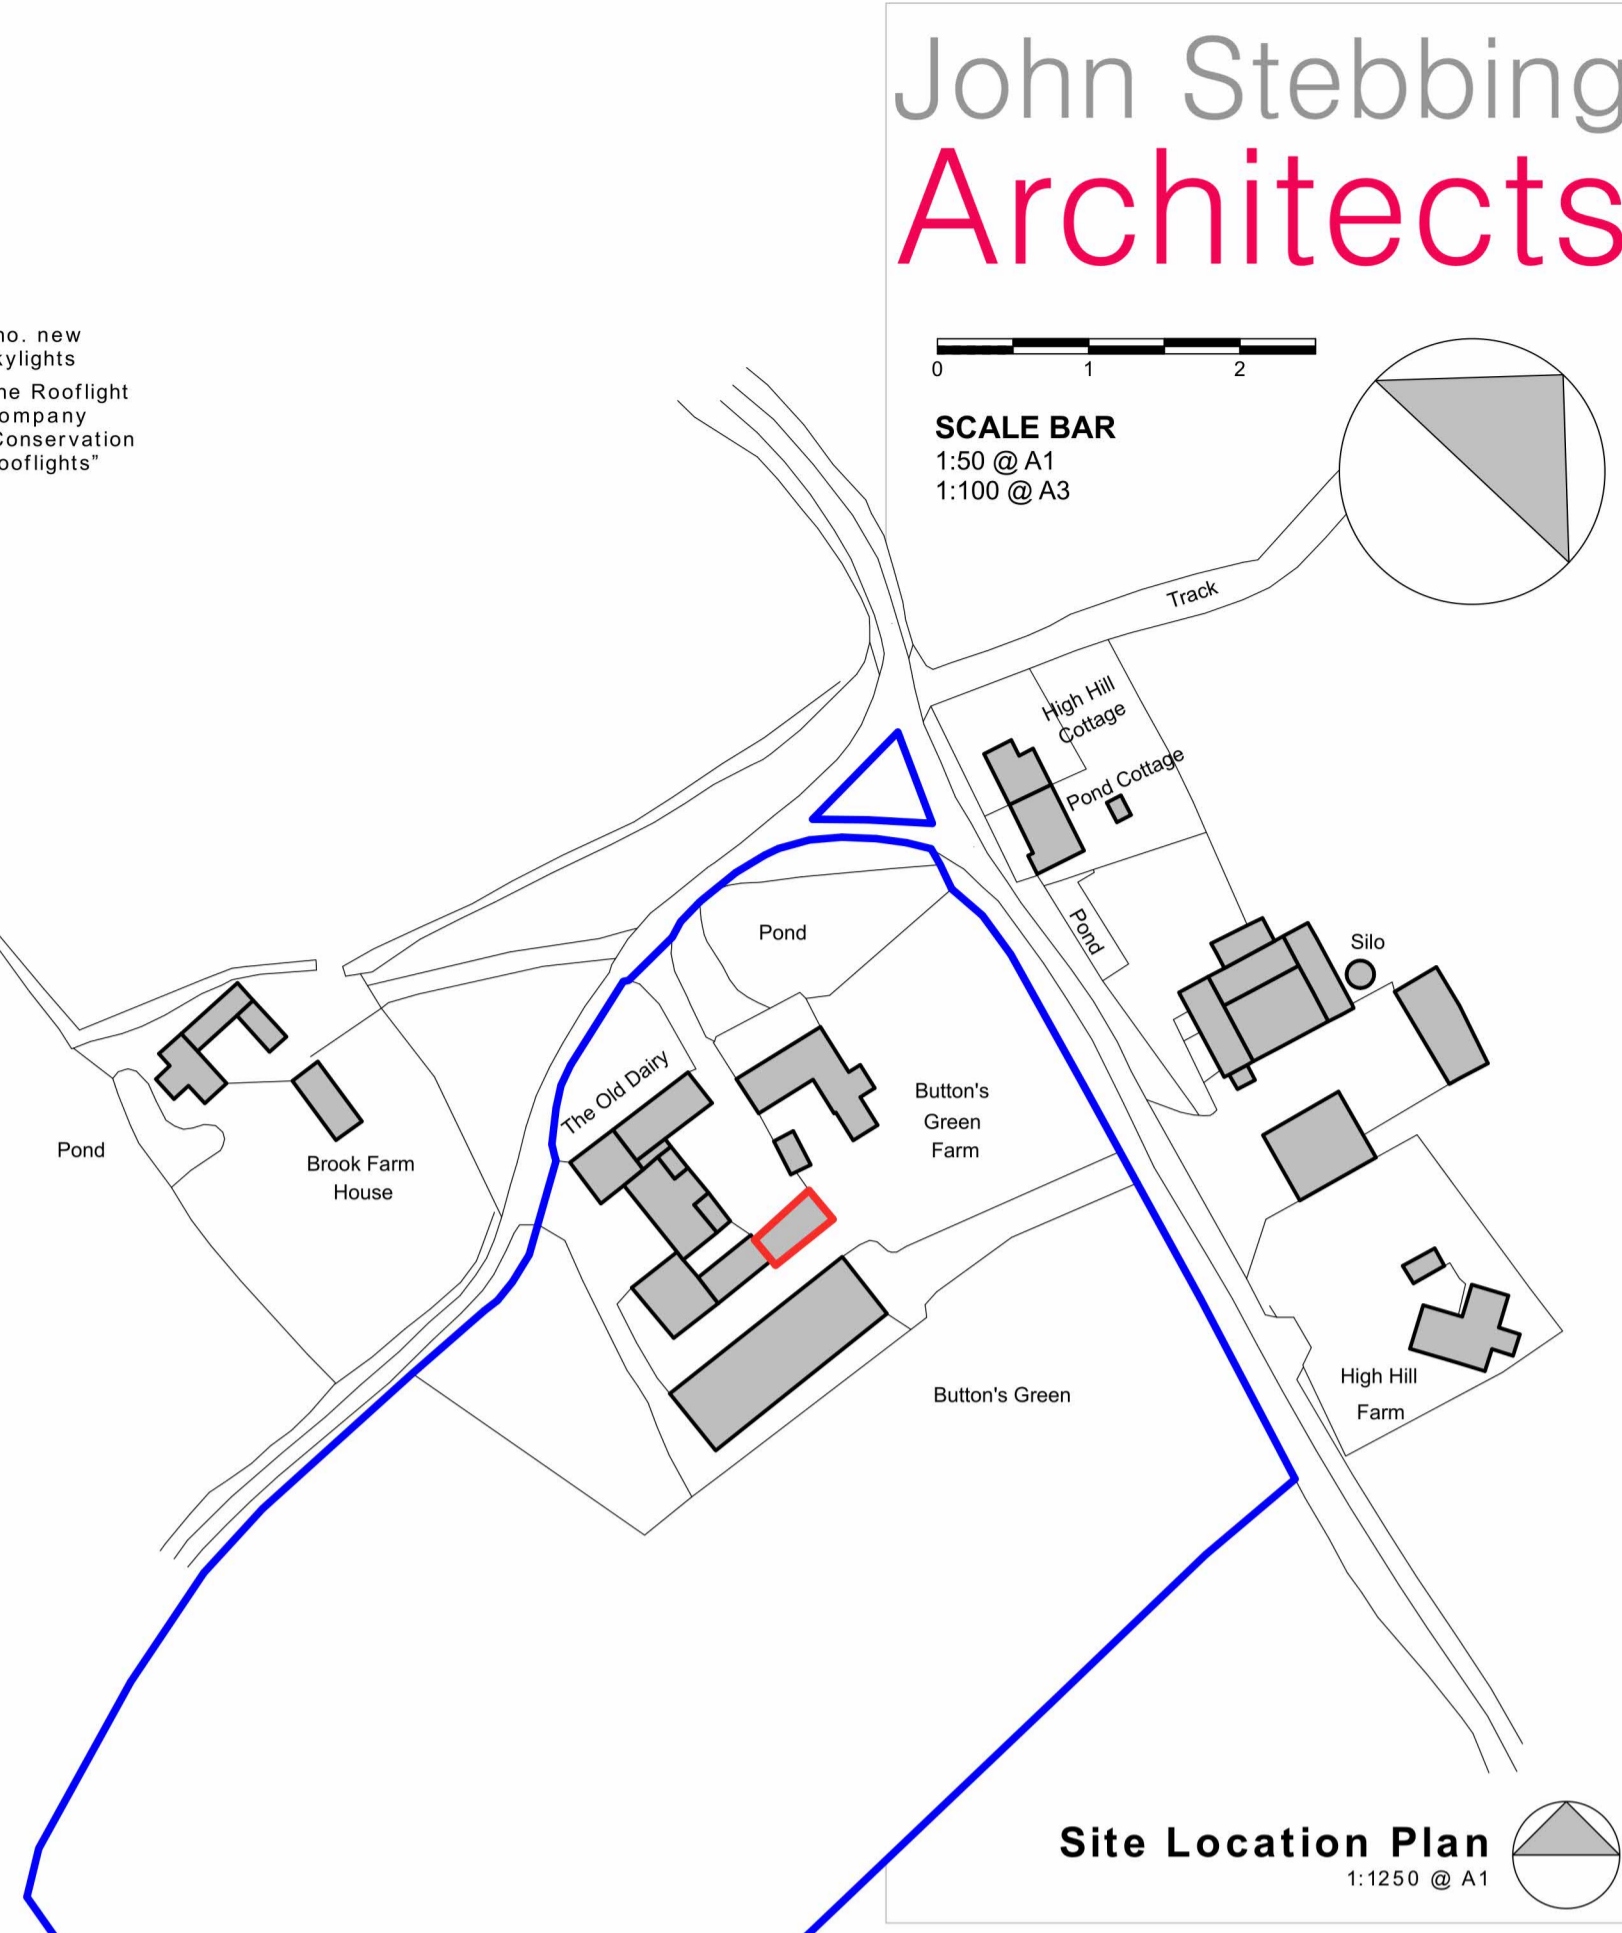 John Stebbing
Architects
no. new
kylights
he Rooflight
ompany
Conservation
ooflights”
0 1 2
SCALE BAR
1:50 @ A1
1:100 @ A3
Track
High Hill
Cottage
Pond Cottage
Pond
Pond
Silo
The Old Dairy
Button's
Green
Farm
Pond
Brook Farm
House
High Hill
Farm
Button's Green
Site Location Plan
1:1250 @ A1